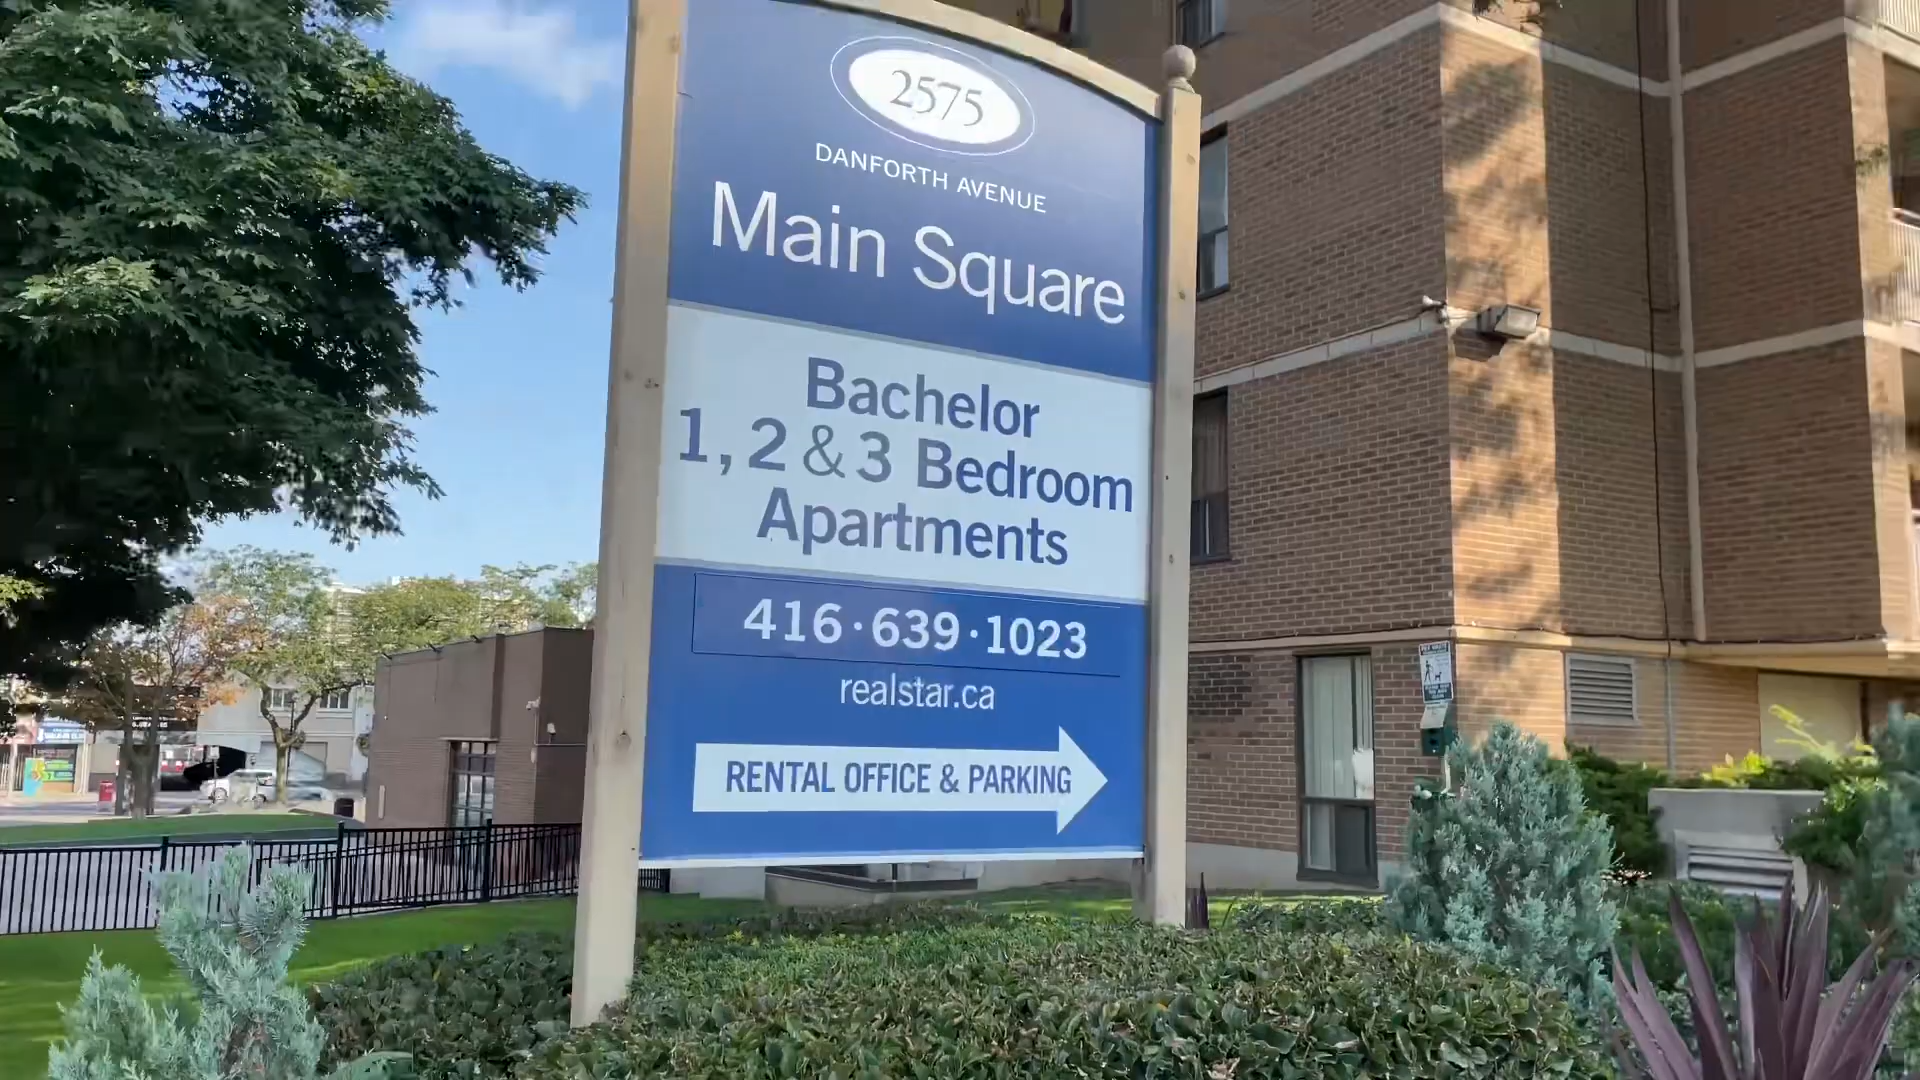 2575
DANFORTH AVENUE
Main Square
Bachelor
1, 2 & 3 Bedroom
Apartments
416·639·1023
realstar.ca
RENTAL OFFICE & PARKING